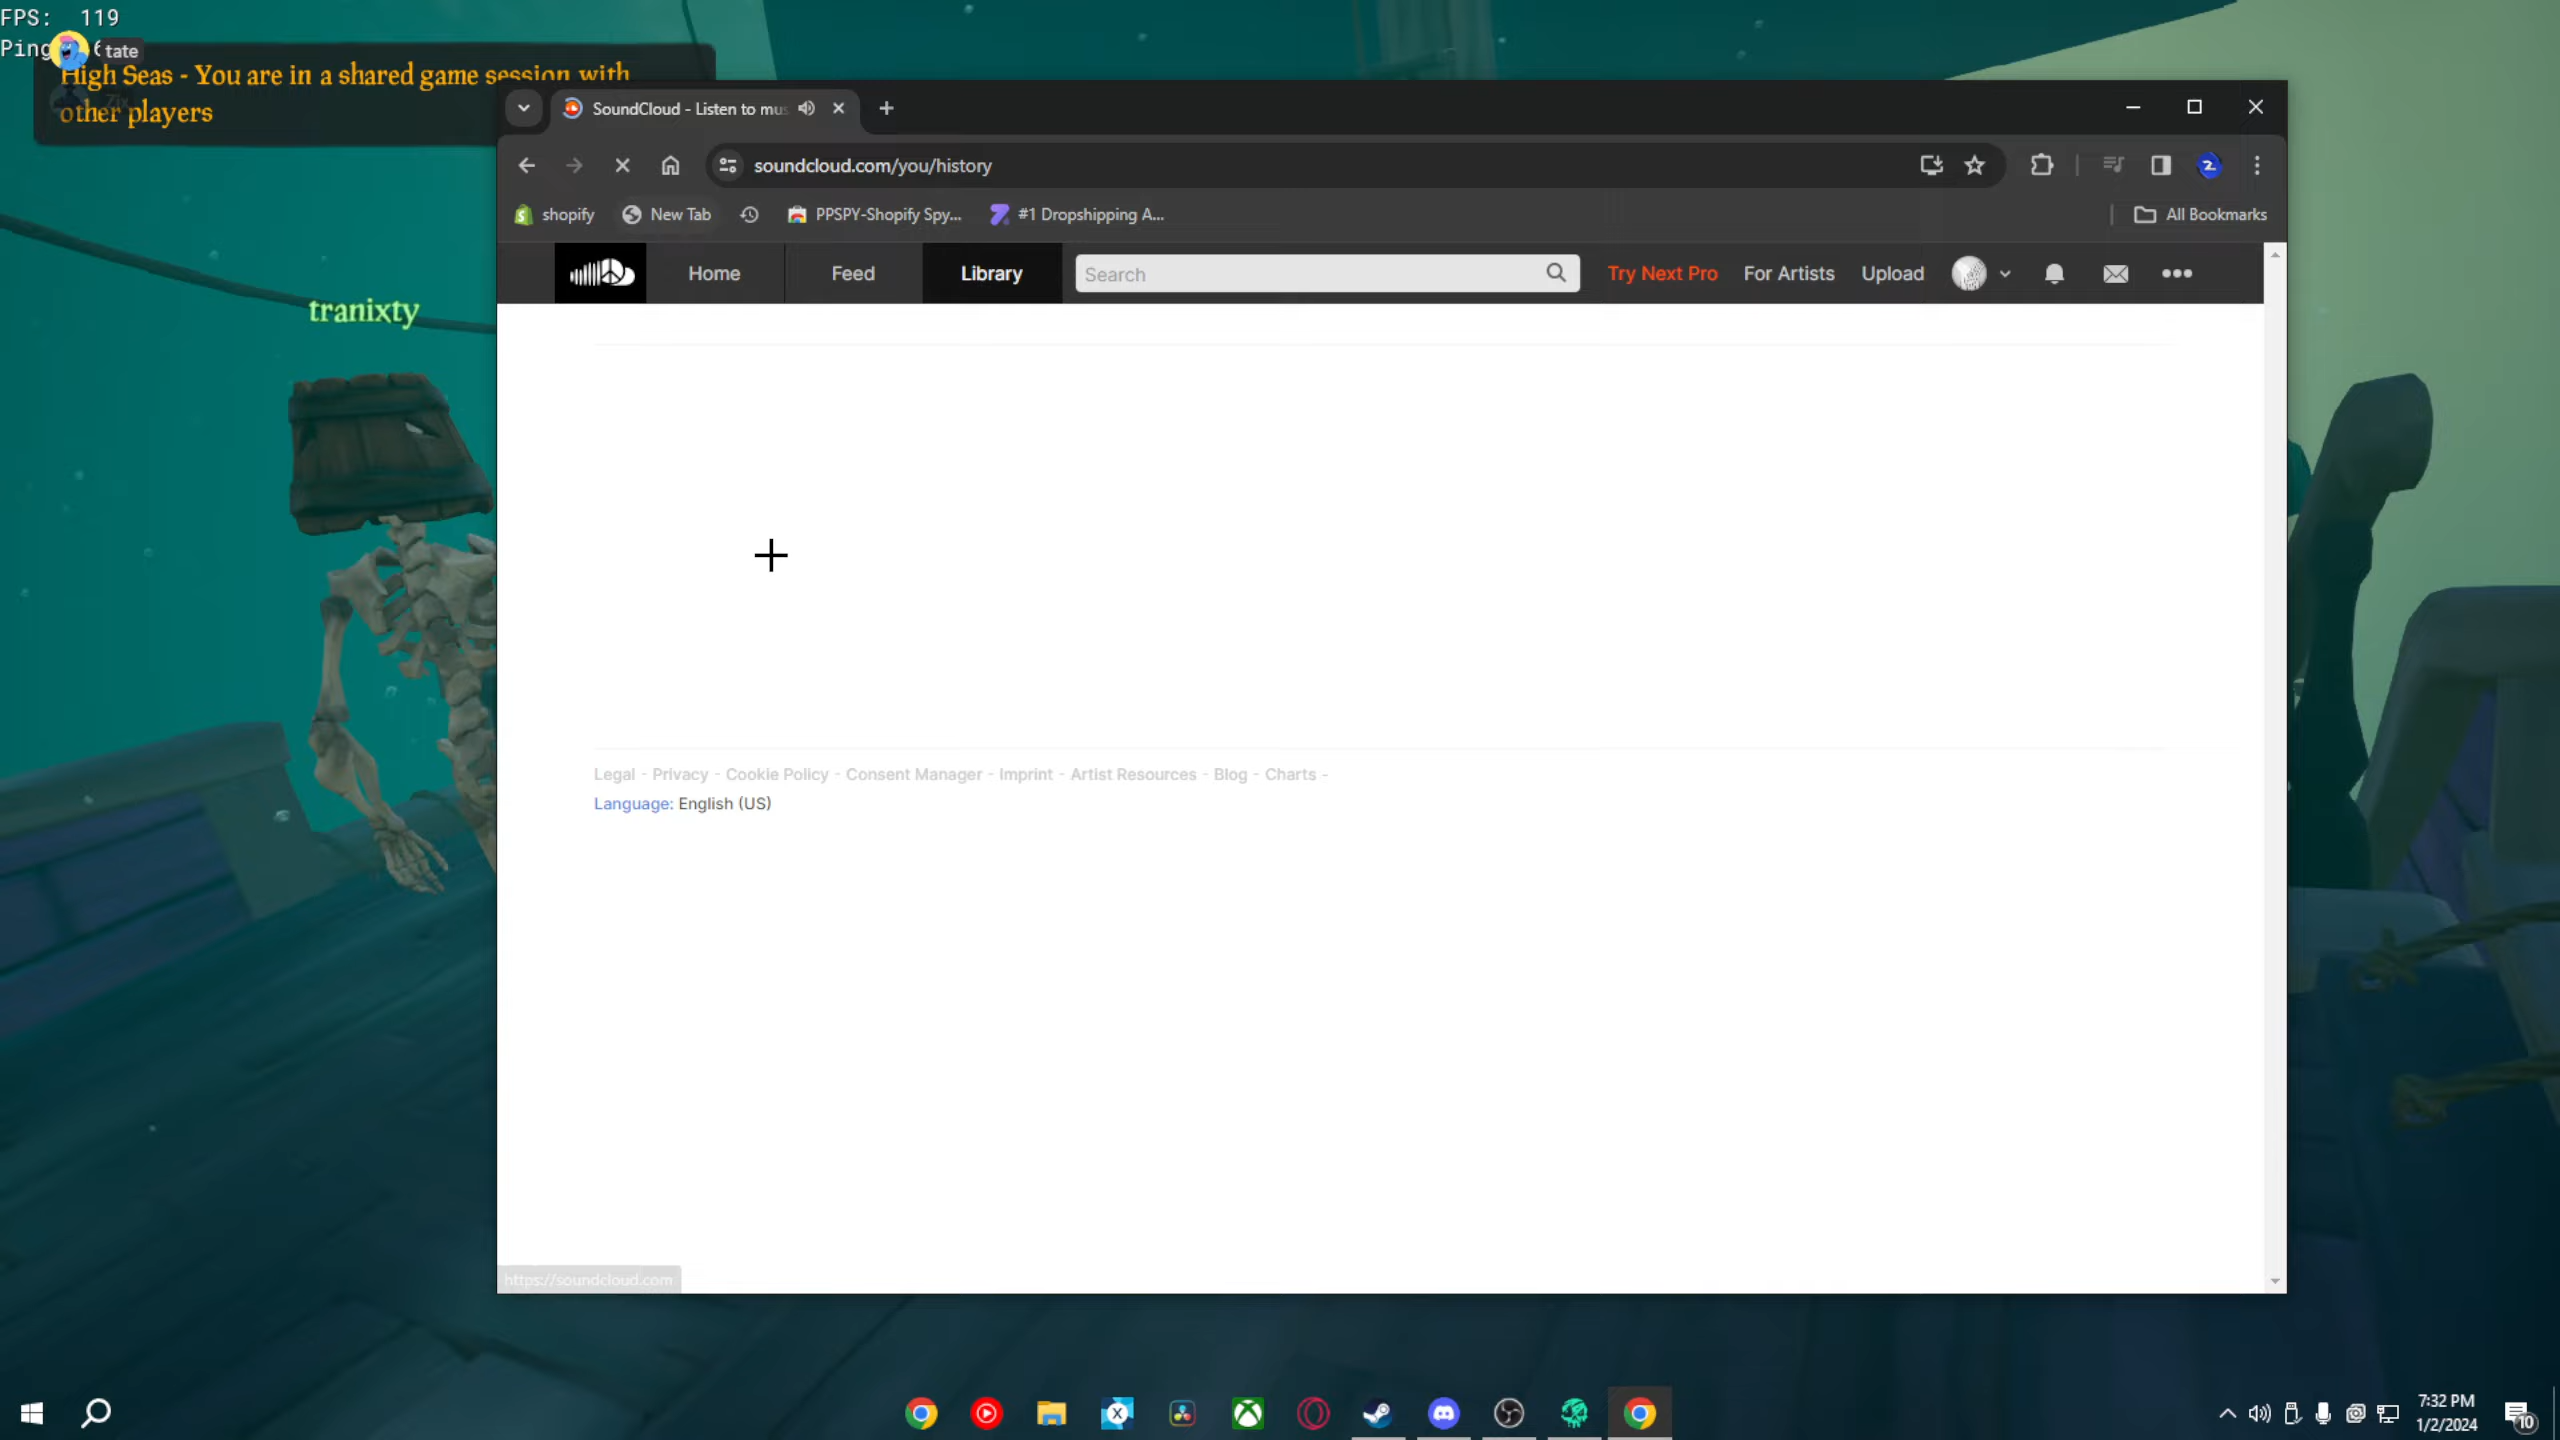 FPS: 119
Ping
tate
High Seas - You are in a shared game session with
other players
SoundCloud - Listen to mus
soundcloud.com/you/history
shopify
New Tab
PPSPY-Shopify Spy...
#1 Dropshipping A...
All Bookmarks
Home
Feed
Library
Search
Try Next Pro
For Artists
Upload
tranixty
Legal - Privacy - Cookie Policy - Consent Manager - Imprint - Artist Resources - Blog - Charts -
Language: English (US)
https://soundcloud.com
7:32 PM
1/2/2024
10